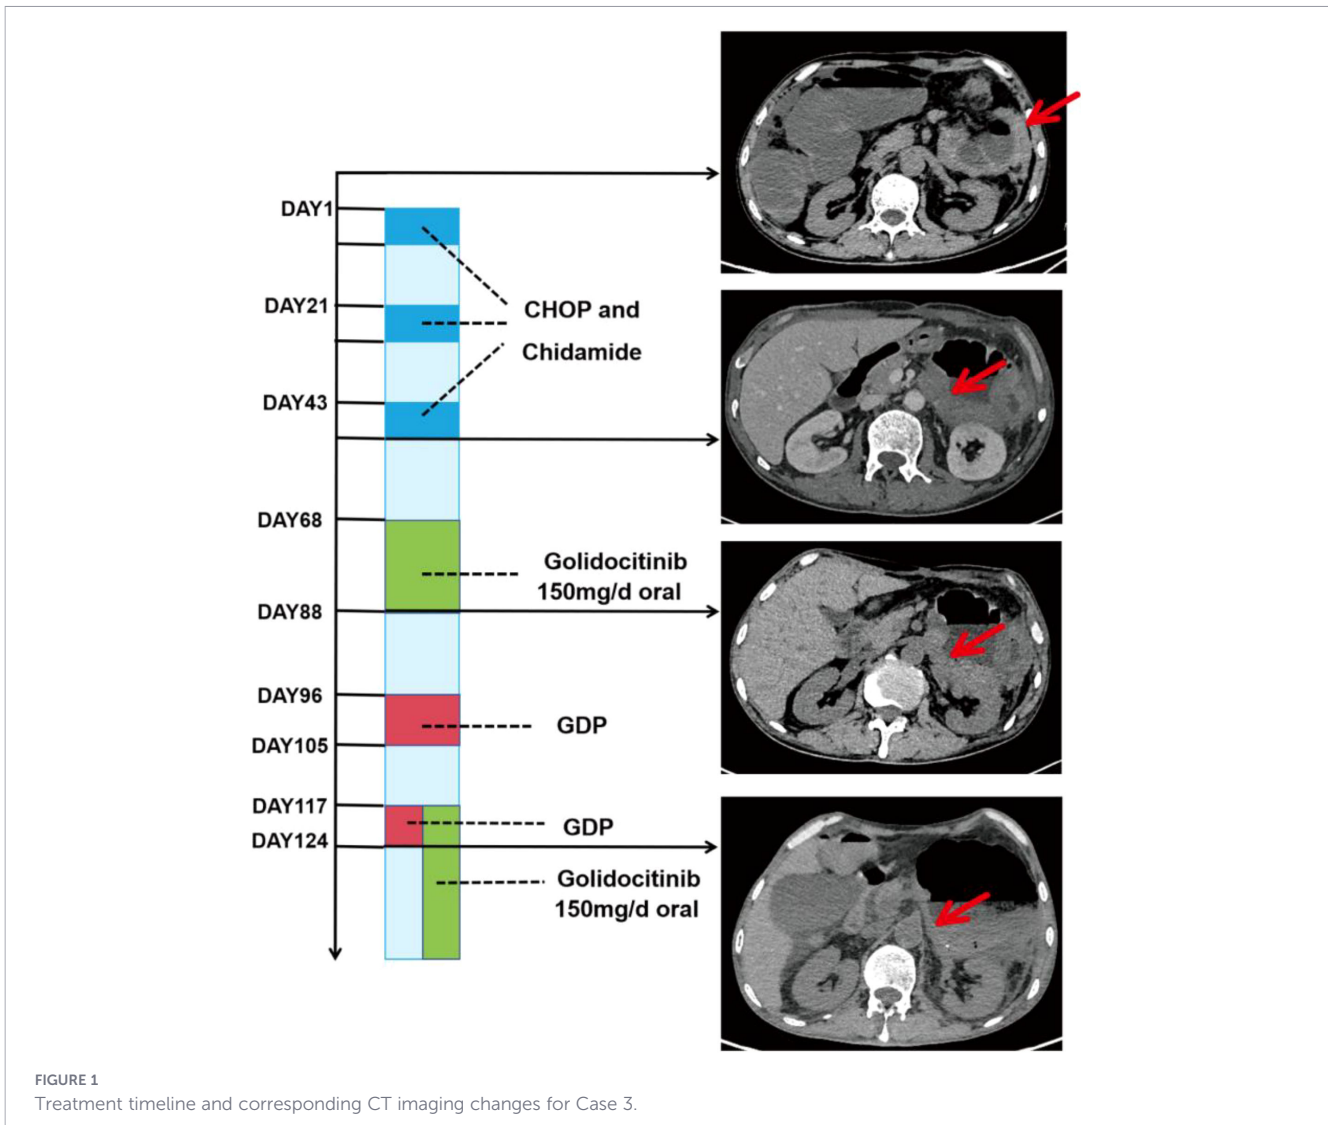 DAY1
DAY21
CHOP and
Chidamide
DAY43
DAY68
Golidocitinib
150mg/d oral
DAY88
DAY96
GDP
DAY105
DAY117
GDP
DAY124
Golidocitinib
150mg/d oral
FIGURE 1
Treatment timeline and corresponding CT imaging changes for Case 3.